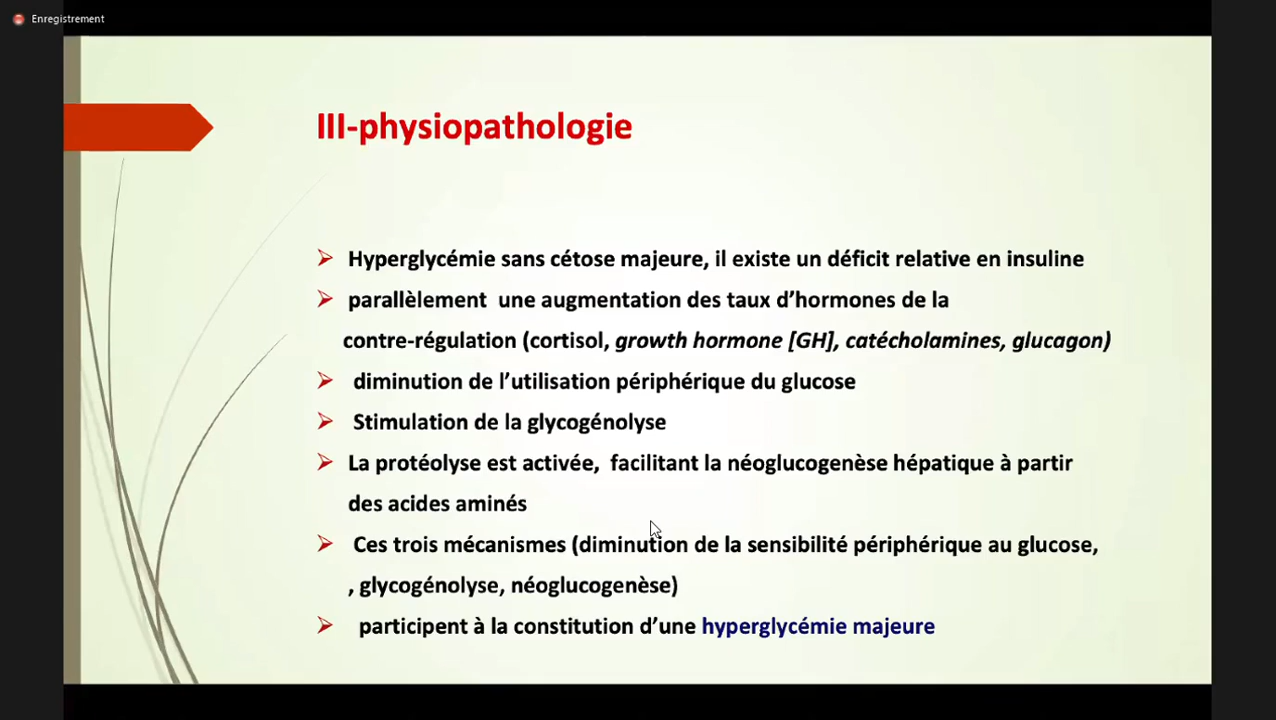 Enregistrement
III-physiopathologie
Hyperglycémie sans cétose majeure, il existe un déficit relative en insuline
parallèlement une augmentation des taux d'hormones de la
contre-régulation (cortisol, growth hormone [GH], catécholamines, glucagon)
diminution de l'utilisation périphérique du glucose
Stimulation de la glycogénolyse
La protéolyse est activée, facilitant la néoglucogenèse hépatique à partir
des acides aminés
Ces trois mécanismes (diminution de la sensibilité périphérique au glucose,
, glycogénolyse, néoglucogenèse)
participent à la constitution d'une hyperglycémie majeure